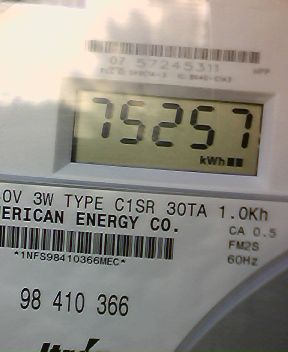 07 57245311
75257
kWh
0V 3W TYPE C1SR 30TA 1.0Kh
ERICAN ENERGY CO.
CA 0.5
FM2S
*1NFS98410366MEC*
60Hz
98 410 366